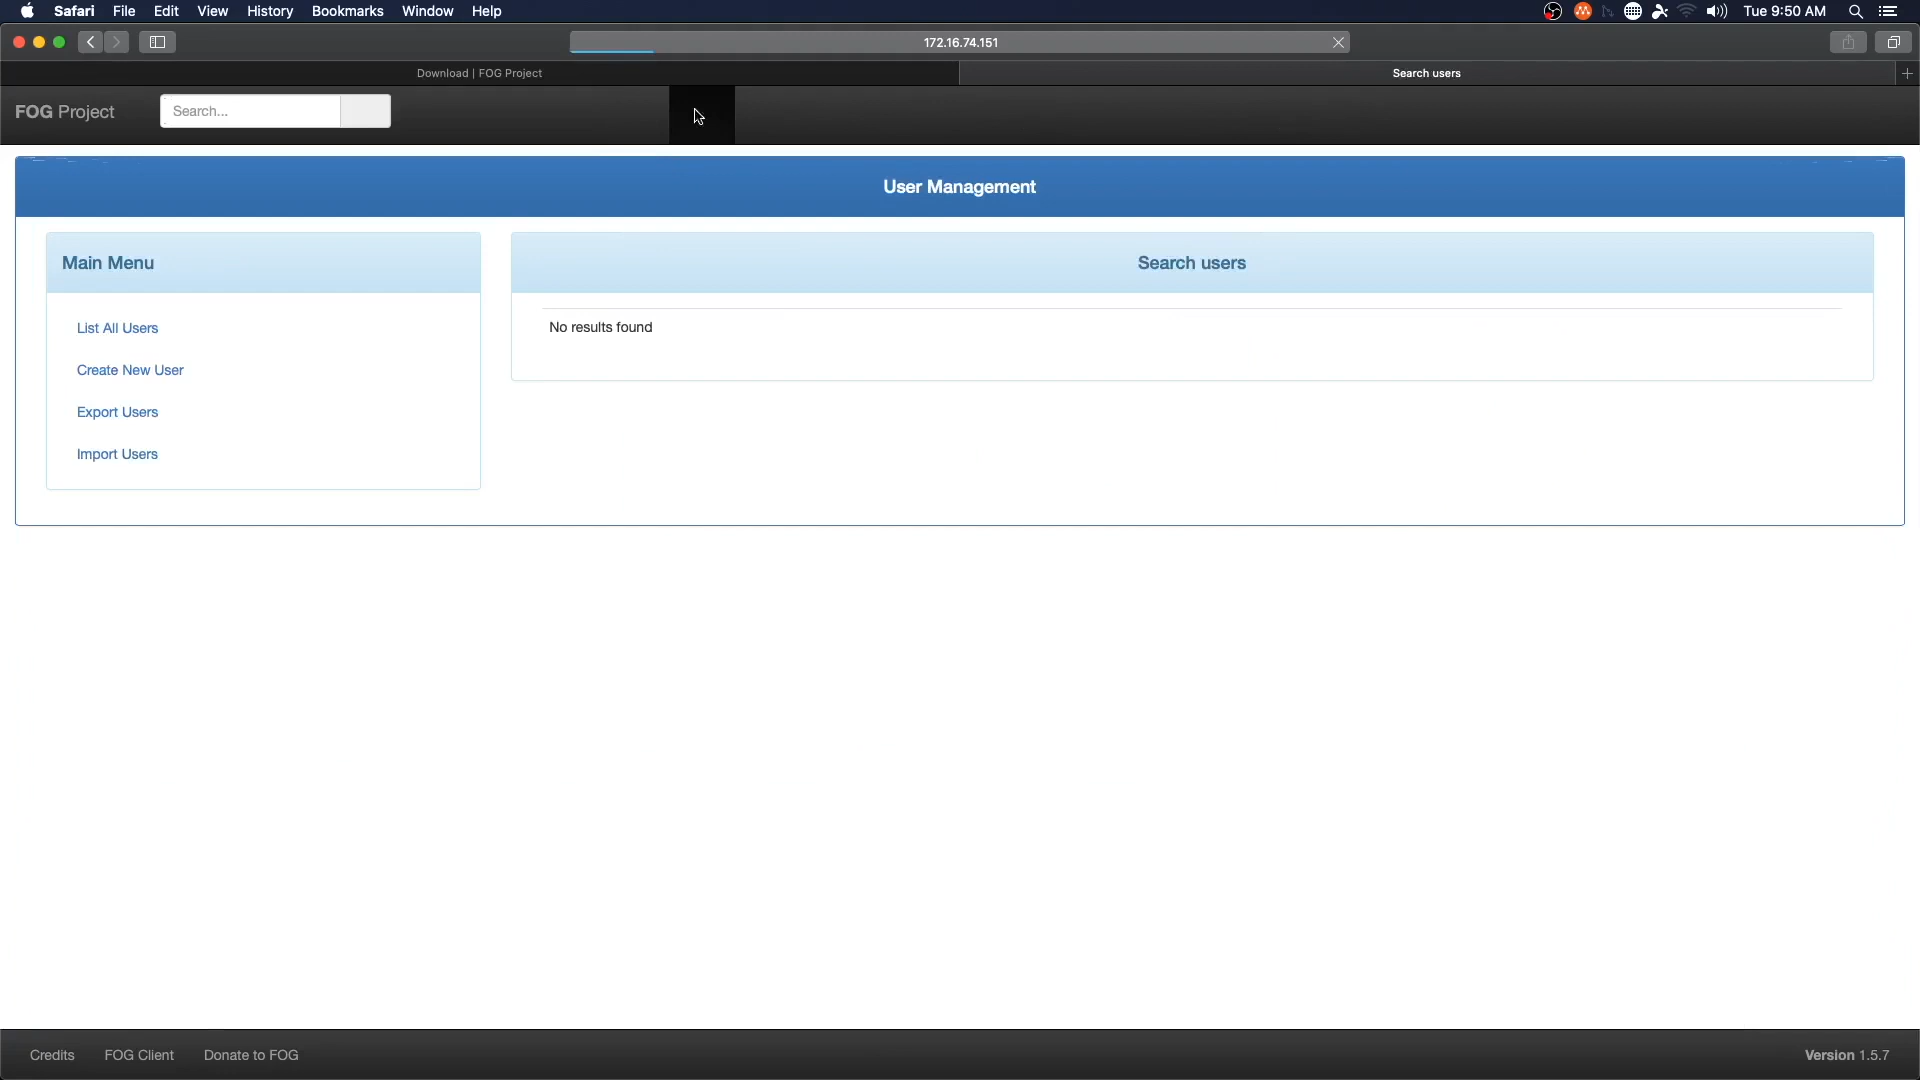 Safari File Edit View History Bookmarks Window Help Tue 9:50 AM
172.16.74.151
Download | FOG Project Search users
FOG Project Search...
User Management
Main Menu
Search users
List All Users
No results found
Create New User
Export Users
Import Users
Credits FOG Client Donate to FOG Version 1.5.7